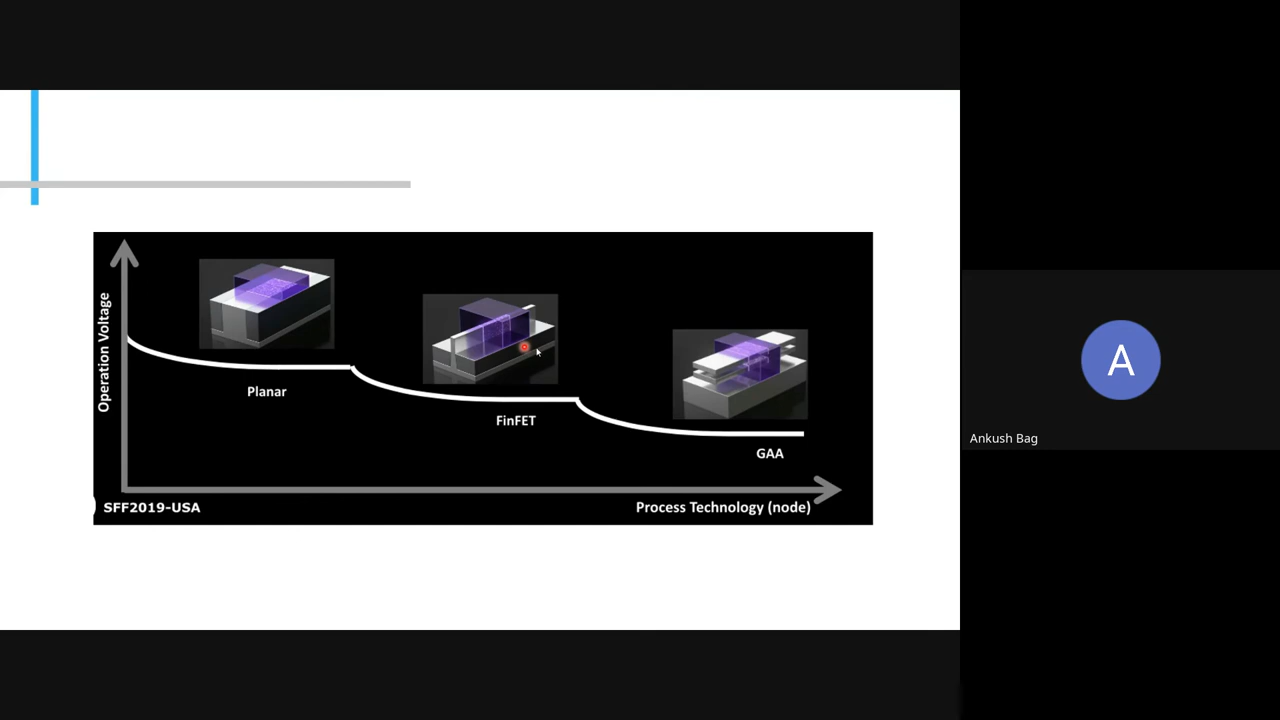 Operation Voltage
Planar
FinFET
GAA
) SFF2019-USA
Process Technology (node)
A
Ankush Bag